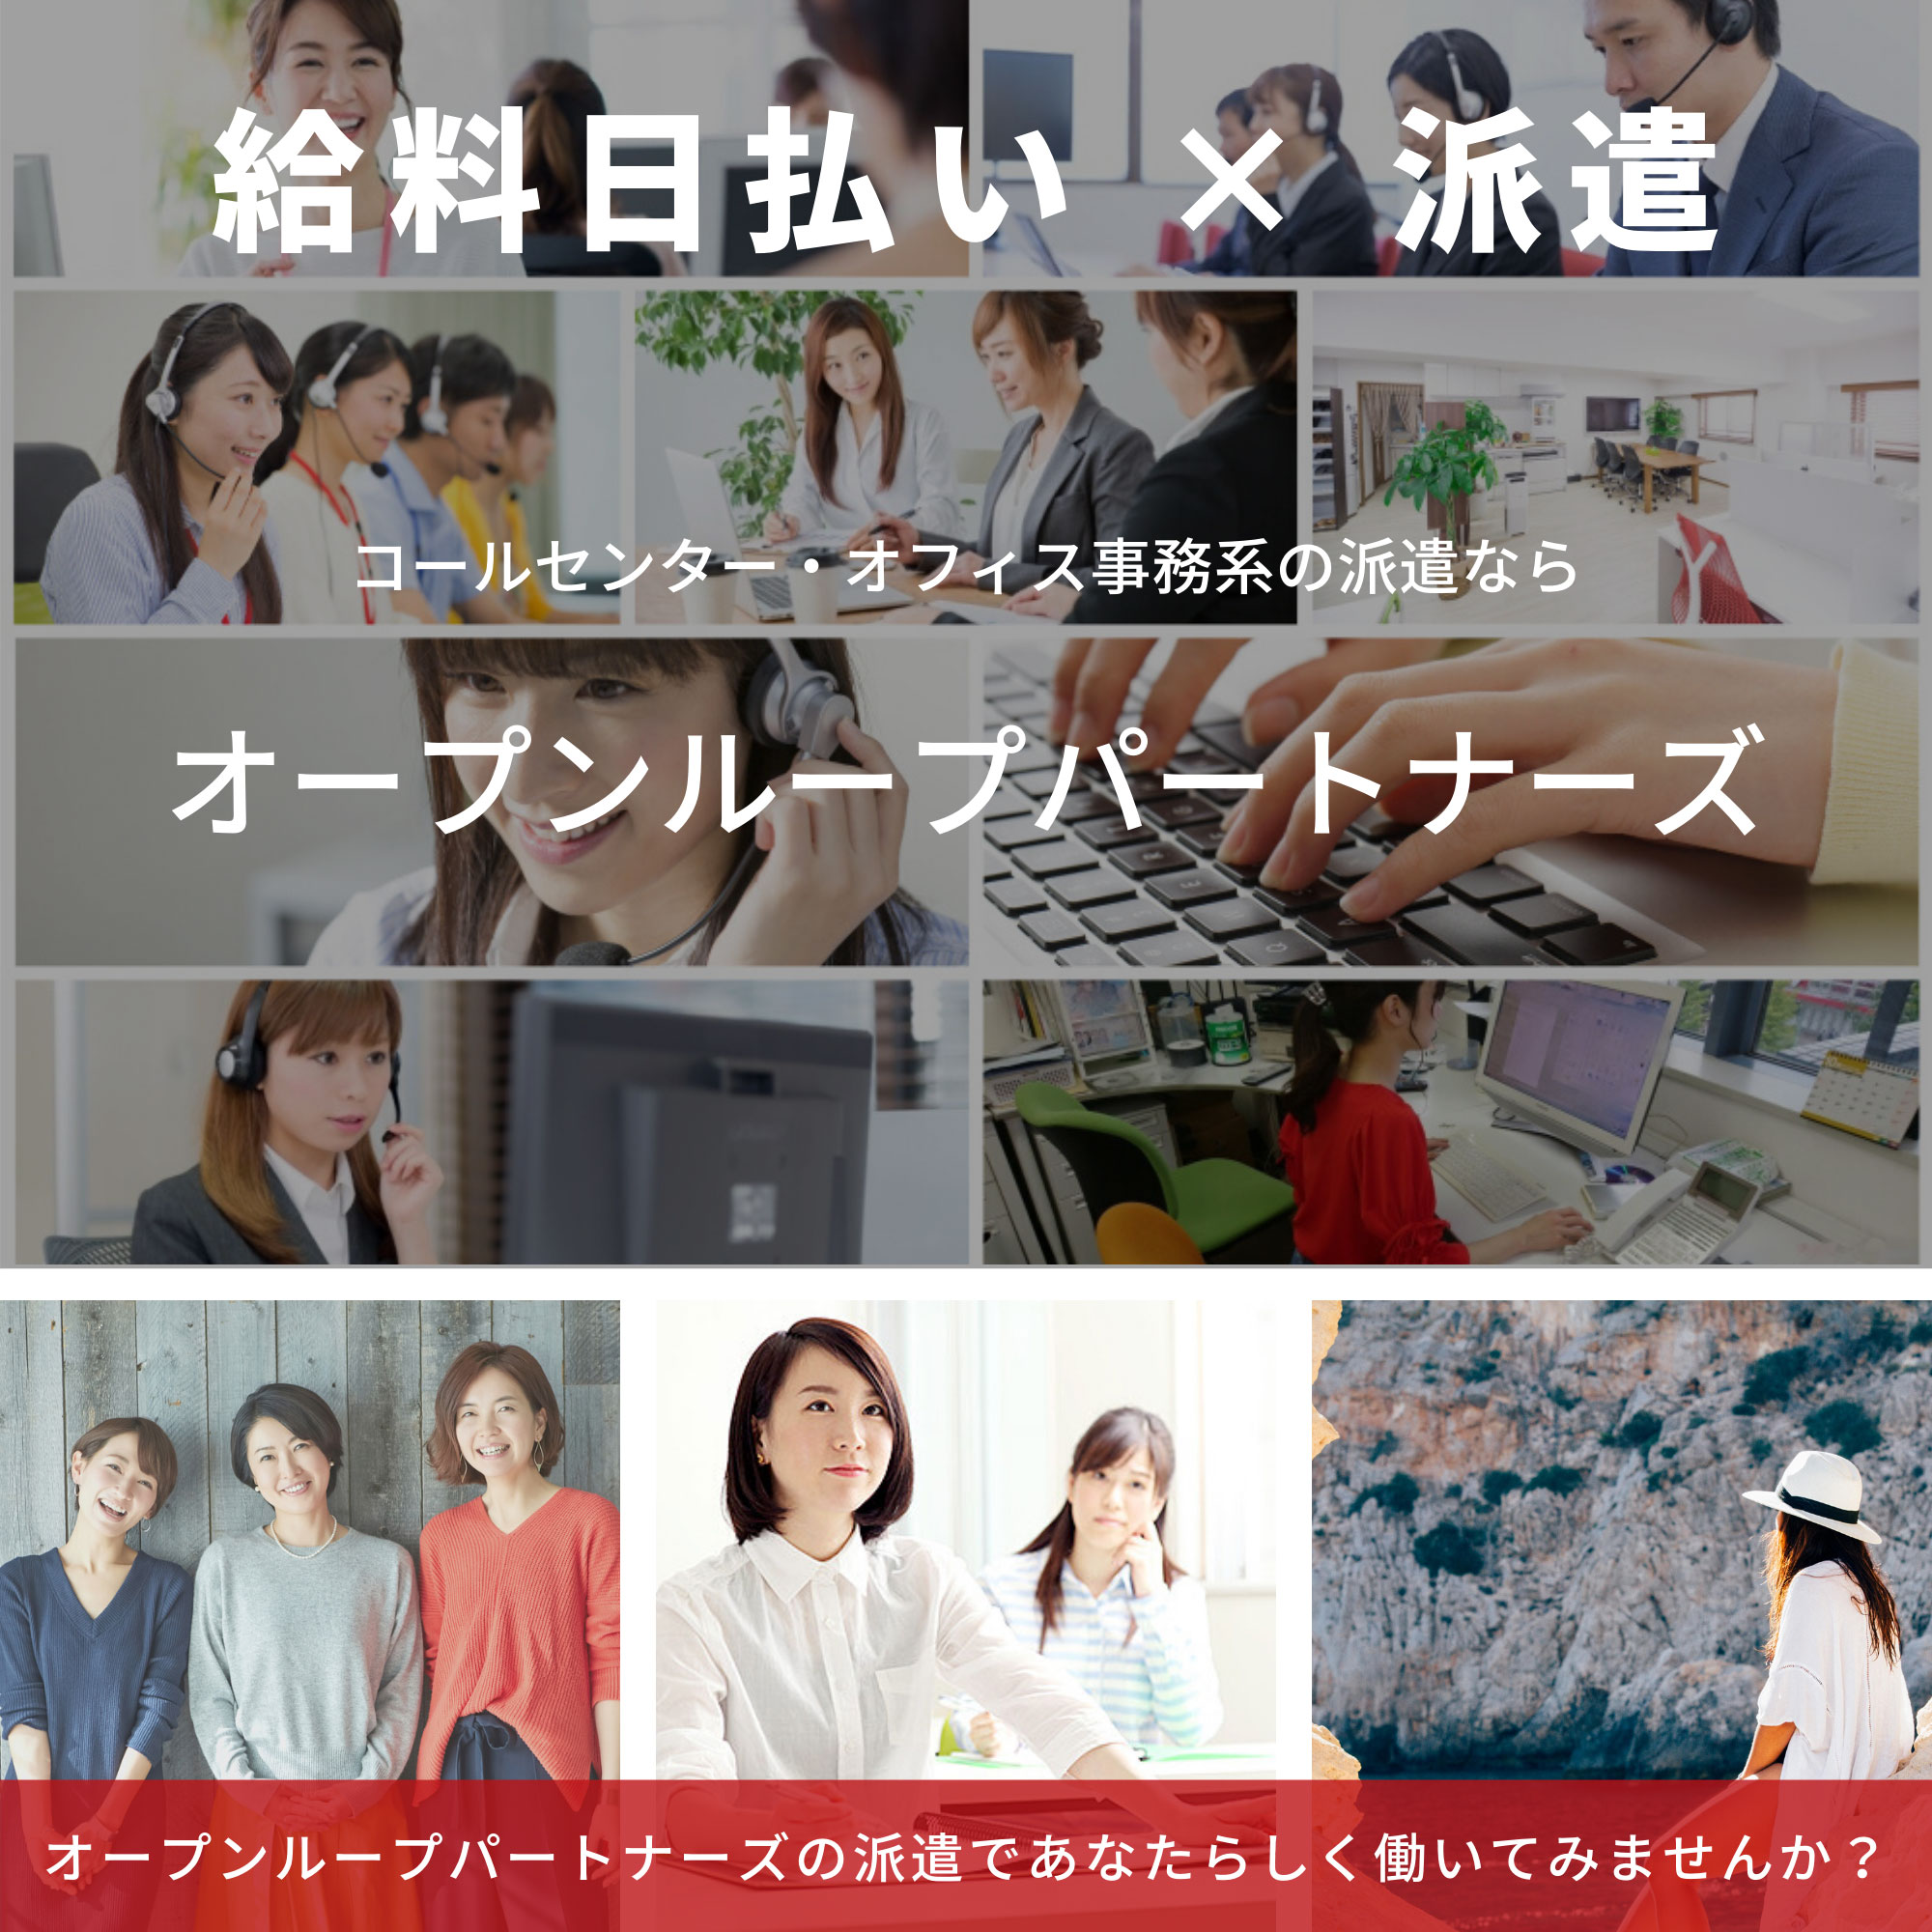 給料日払い × 派遣
コールセンター・オフィス事務系の派遣なら
オープンループパートナーズ
オープンループパートナーズの派遣であなたらしく働いてみませんか？